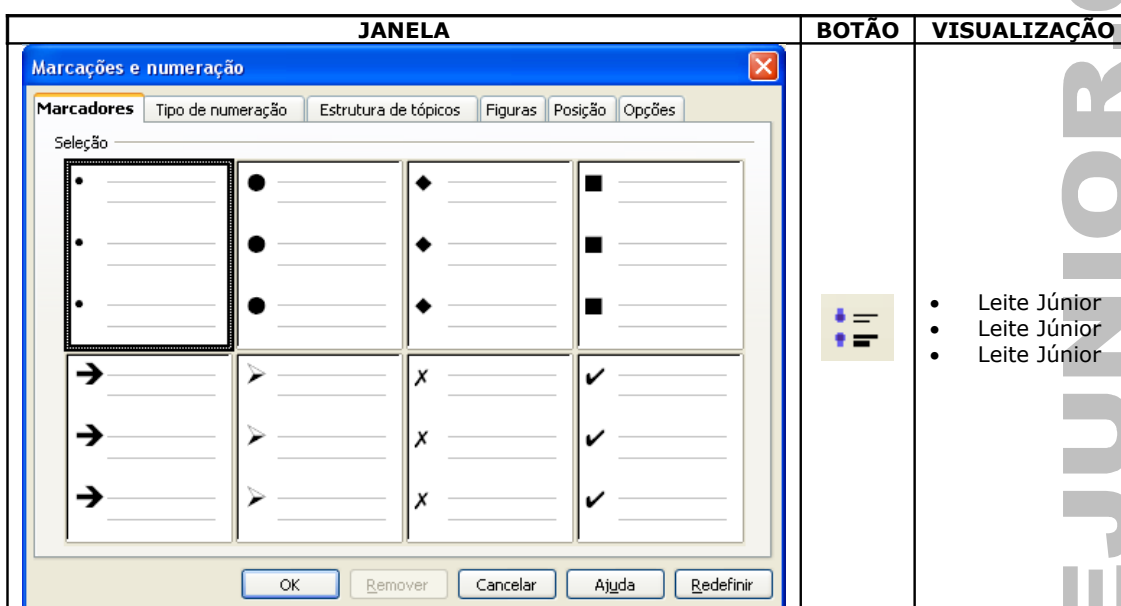 JANELA BOTÃO VISUALIZAÇÃO
Marcações e numeração
Marcadores Tipo de numeração Estrutura de tópicos Figuras Posição Opções
Seleção
• Leite Júnior
• Leite Júnior
• Leite Júnior
OK Remover Cancelar Ajuda Redefinir
EJUNIOR